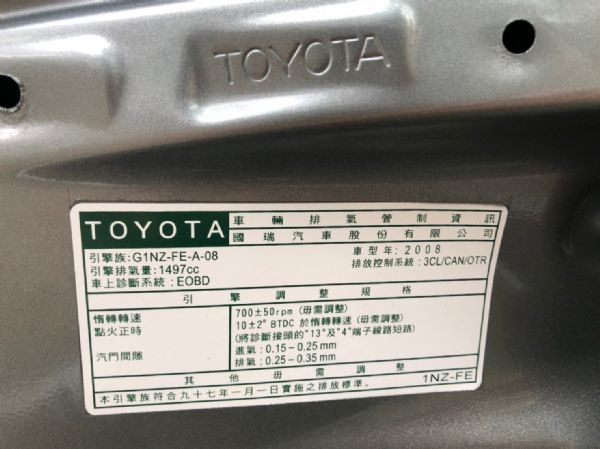 TOYOTA
TOYOTA 車輛排氣管制資訊
國瑞汽車股份有限公司
引擎族:G1NZ-FE-A-08 車型年:2008
引擎排氣量:1497cc 排放控制系統:3CL/CAN/OTR
車上診斷系統:EOBD
引擎調整規格
惰轉轉速 700±50rpm (毋需調整)
點火正時 10±2° BTDC 於惰轉轉速 (毋需調整)
(將診斷接頭的"13"及"4"端子線路短路)
汽門間隙 進氣:0.15-0.25mm
排氣:0.25-0.35mm
其他毋需調整
本引擎族符合九十七年一月一日實施之排放標準。 1NZ-FE